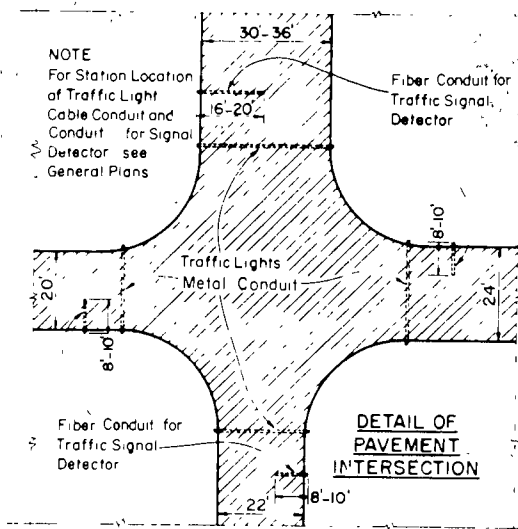 30'-36'
NOTE
For Station Location
of Traffic Light
Cable Conduit and
Conduit for Signal
Detector see
General Plans
16'-20'
Fiber Conduit for
Traffic Signal
Detector
8'-10'
Traffic Lights
Metal Conduit
20'
24'
8'-10'
Fiber Conduit for
Traffic Signal
Detector
DETAIL OF
PAVEMENT
INTERSECTION
22'
8'-10'